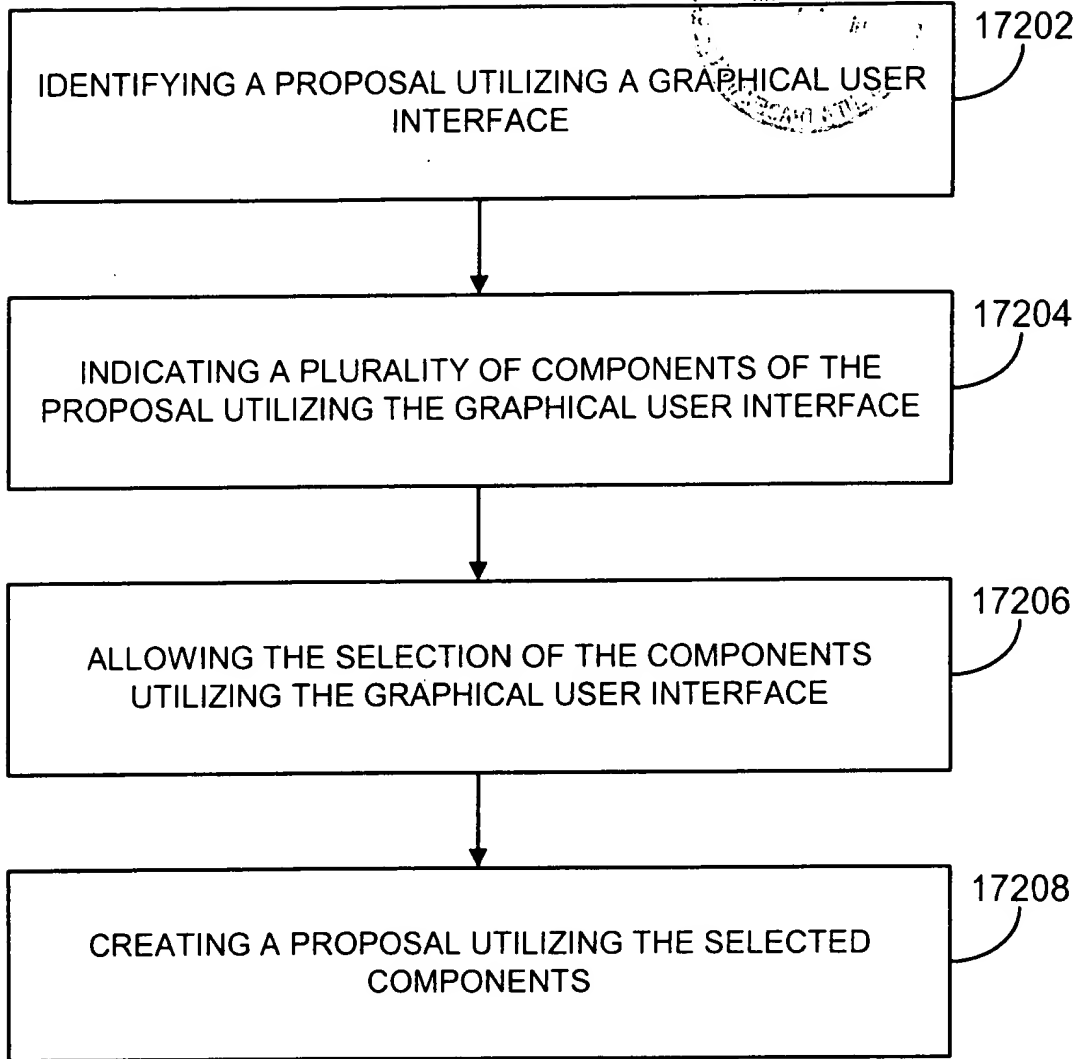 17202
IDENTIFYING A PROPOSAL UTILIZING A GRAPHICAL USER
INTERFACE
17204
INDICATING A PLURALITY OF COMPONENTS OF THE
PROPOSAL UTILIZING THE GRAPHICAL USER INTERFACE
17206
ALLOWING THE SELECTION OF THE COMPONENTS
UTILIZING THE GRAPHICAL USER INTERFACE
17208
CREATING A PROPOSAL UTILIZING THE SELECTED
COMPONENTS